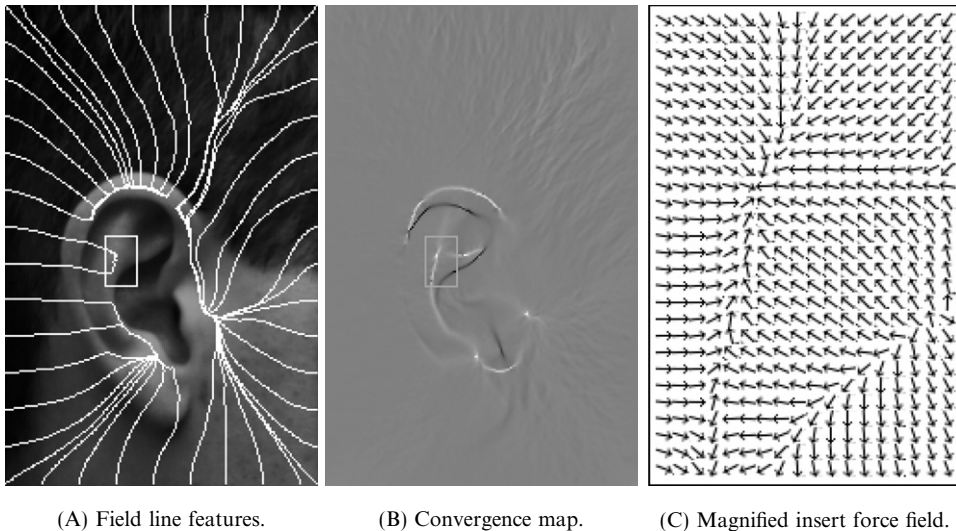 (A) Field line features.
(B) Convergence map.
(C) Magnified insert force field.